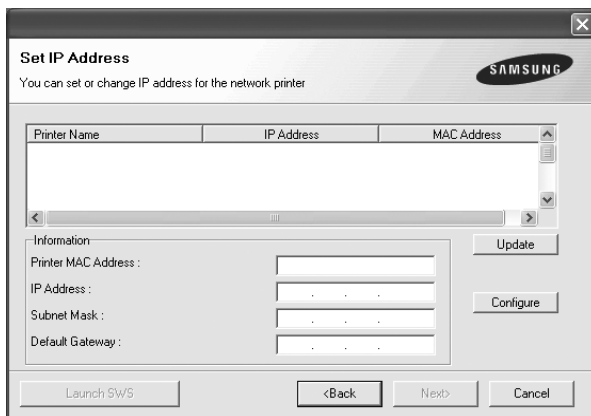 Set IP Address
You can set or change IP address for the network printer
SAMSUNG
Printer Name IP Address MAC Address
Information
Update
Printer MAC Address :
IP Address : . . .
Configure
Subnet Mask : . . .
Default Gateway : . . .
Launch SWS <Back Next> Cancel